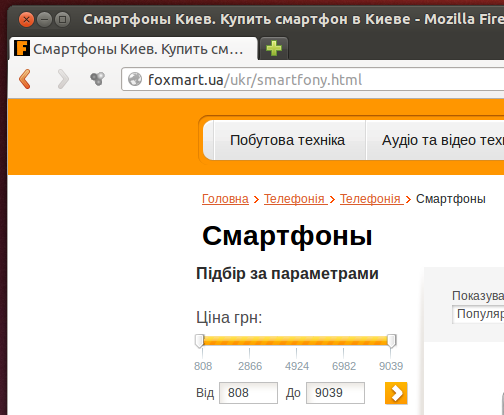 Смартфоны Киев. Купить смартфон в Киеве - Mozilla Fire
Смартфоны Киев. Купить см...
foxmart.ua/ukr/smartfony.html
Побутова техніка
Аудіо та відео тех
Головна > Телефонія > Телефонія > Смартфоны
Смартфоны
Підбір за параметрами
Показува
Популяр
Ціна грн:
808 2866 4924 6982 9039
Від 808 До 9039